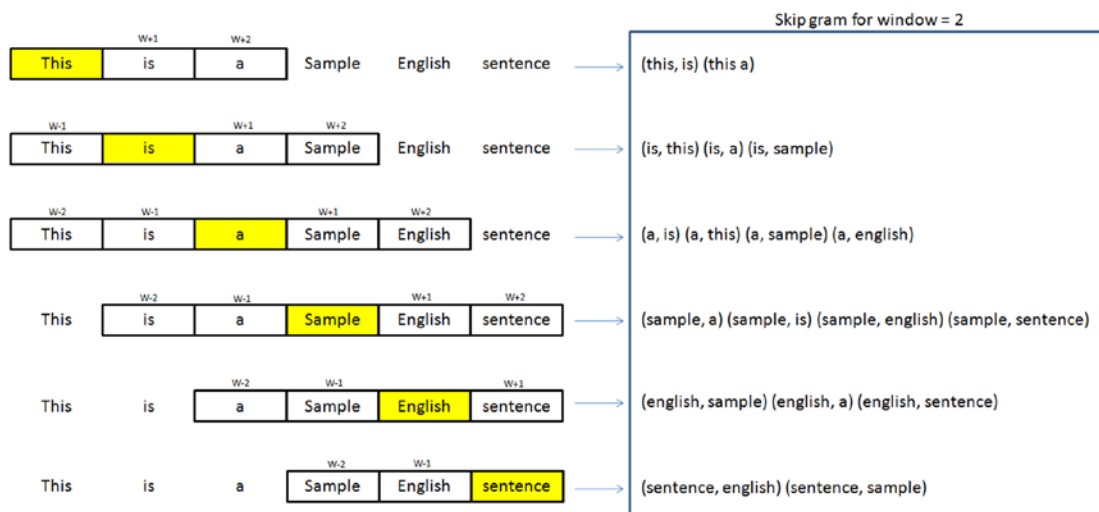 Skip gram for window = 2
W+1 W+2
This is a Sample English sentence (this, is) (this a)
W-1 W+1 W+2
This is a Sample English sentence (is, this) (is, a) (is, sample)
W-2 W-1 W+1 W+2
This is a Sample English sentence (a, is) (a, this) (a, sample) (a, english)
W-2 W-1 W+1 W+2
This is a Sample English sentence (sample, a) (sample, is) (sample, english) (sample, sentence)
W-2 W-1 W+1
This is a Sample English sentence (english, sample) (english, a) (english, sentence)
W-2 W-1
This is a Sample English sentence (sentence, english) (sentence, sample)